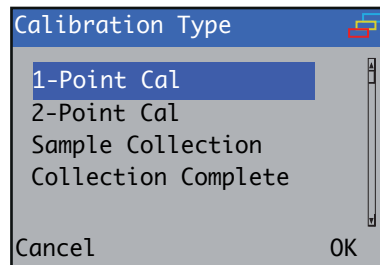 Calibration Type
1-Point Cal
2-Point Cal
Sample Collection
Collection Complete
Cancel OK